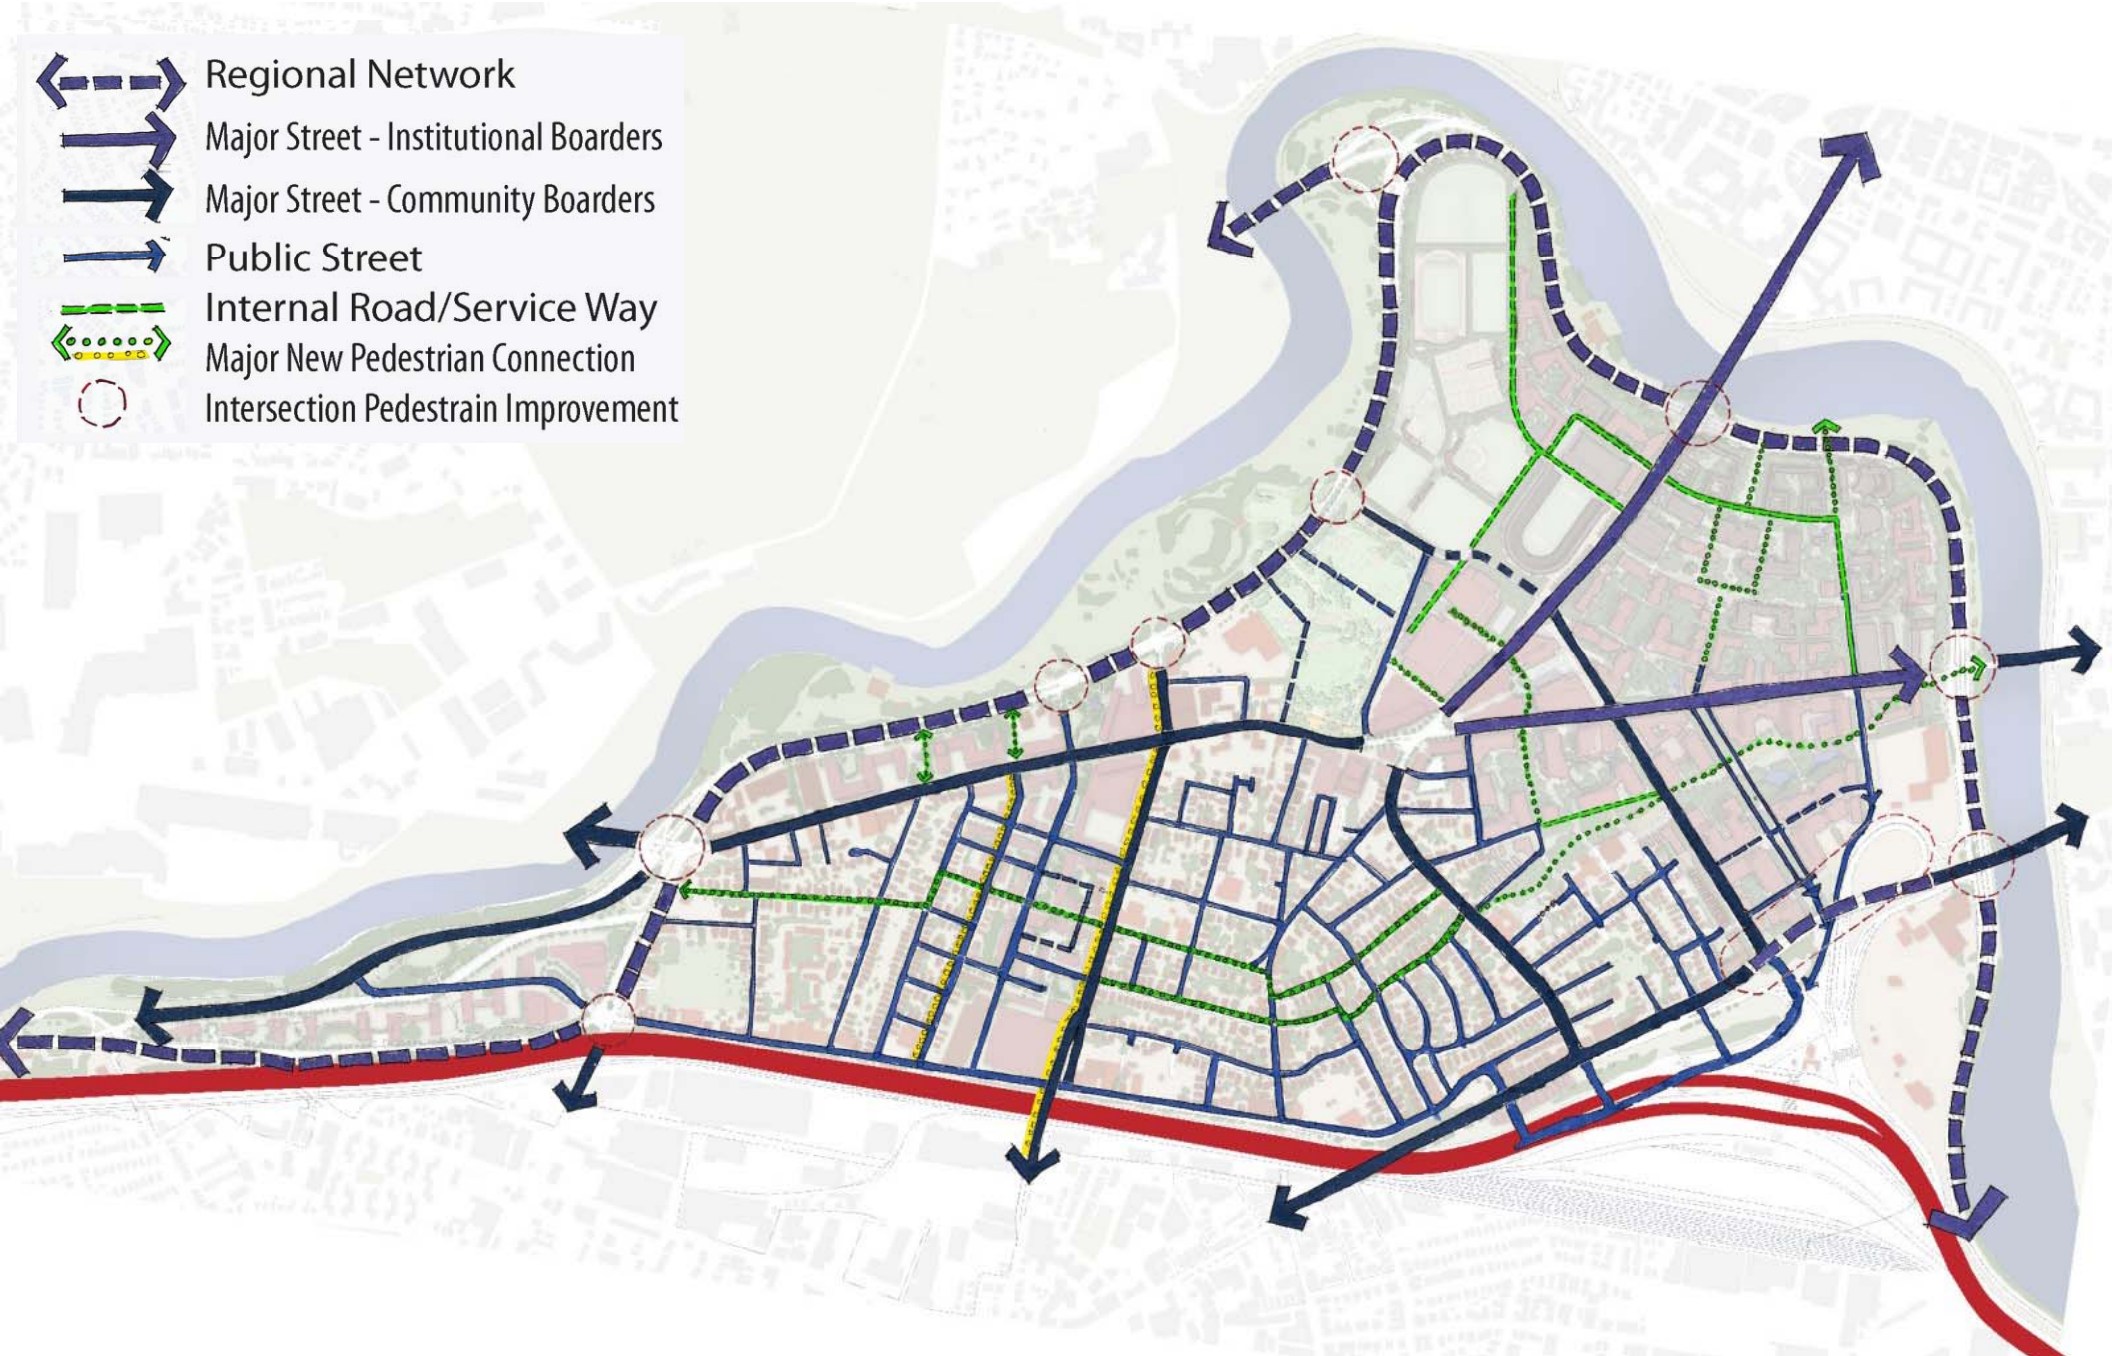 Regional Network
Major Street - Institutional Boarders
Major Street - Community Boarders
Public Street
Internal Road/Service Way
Major New Pedestrian Connection
Intersection Pedestrain Improvement